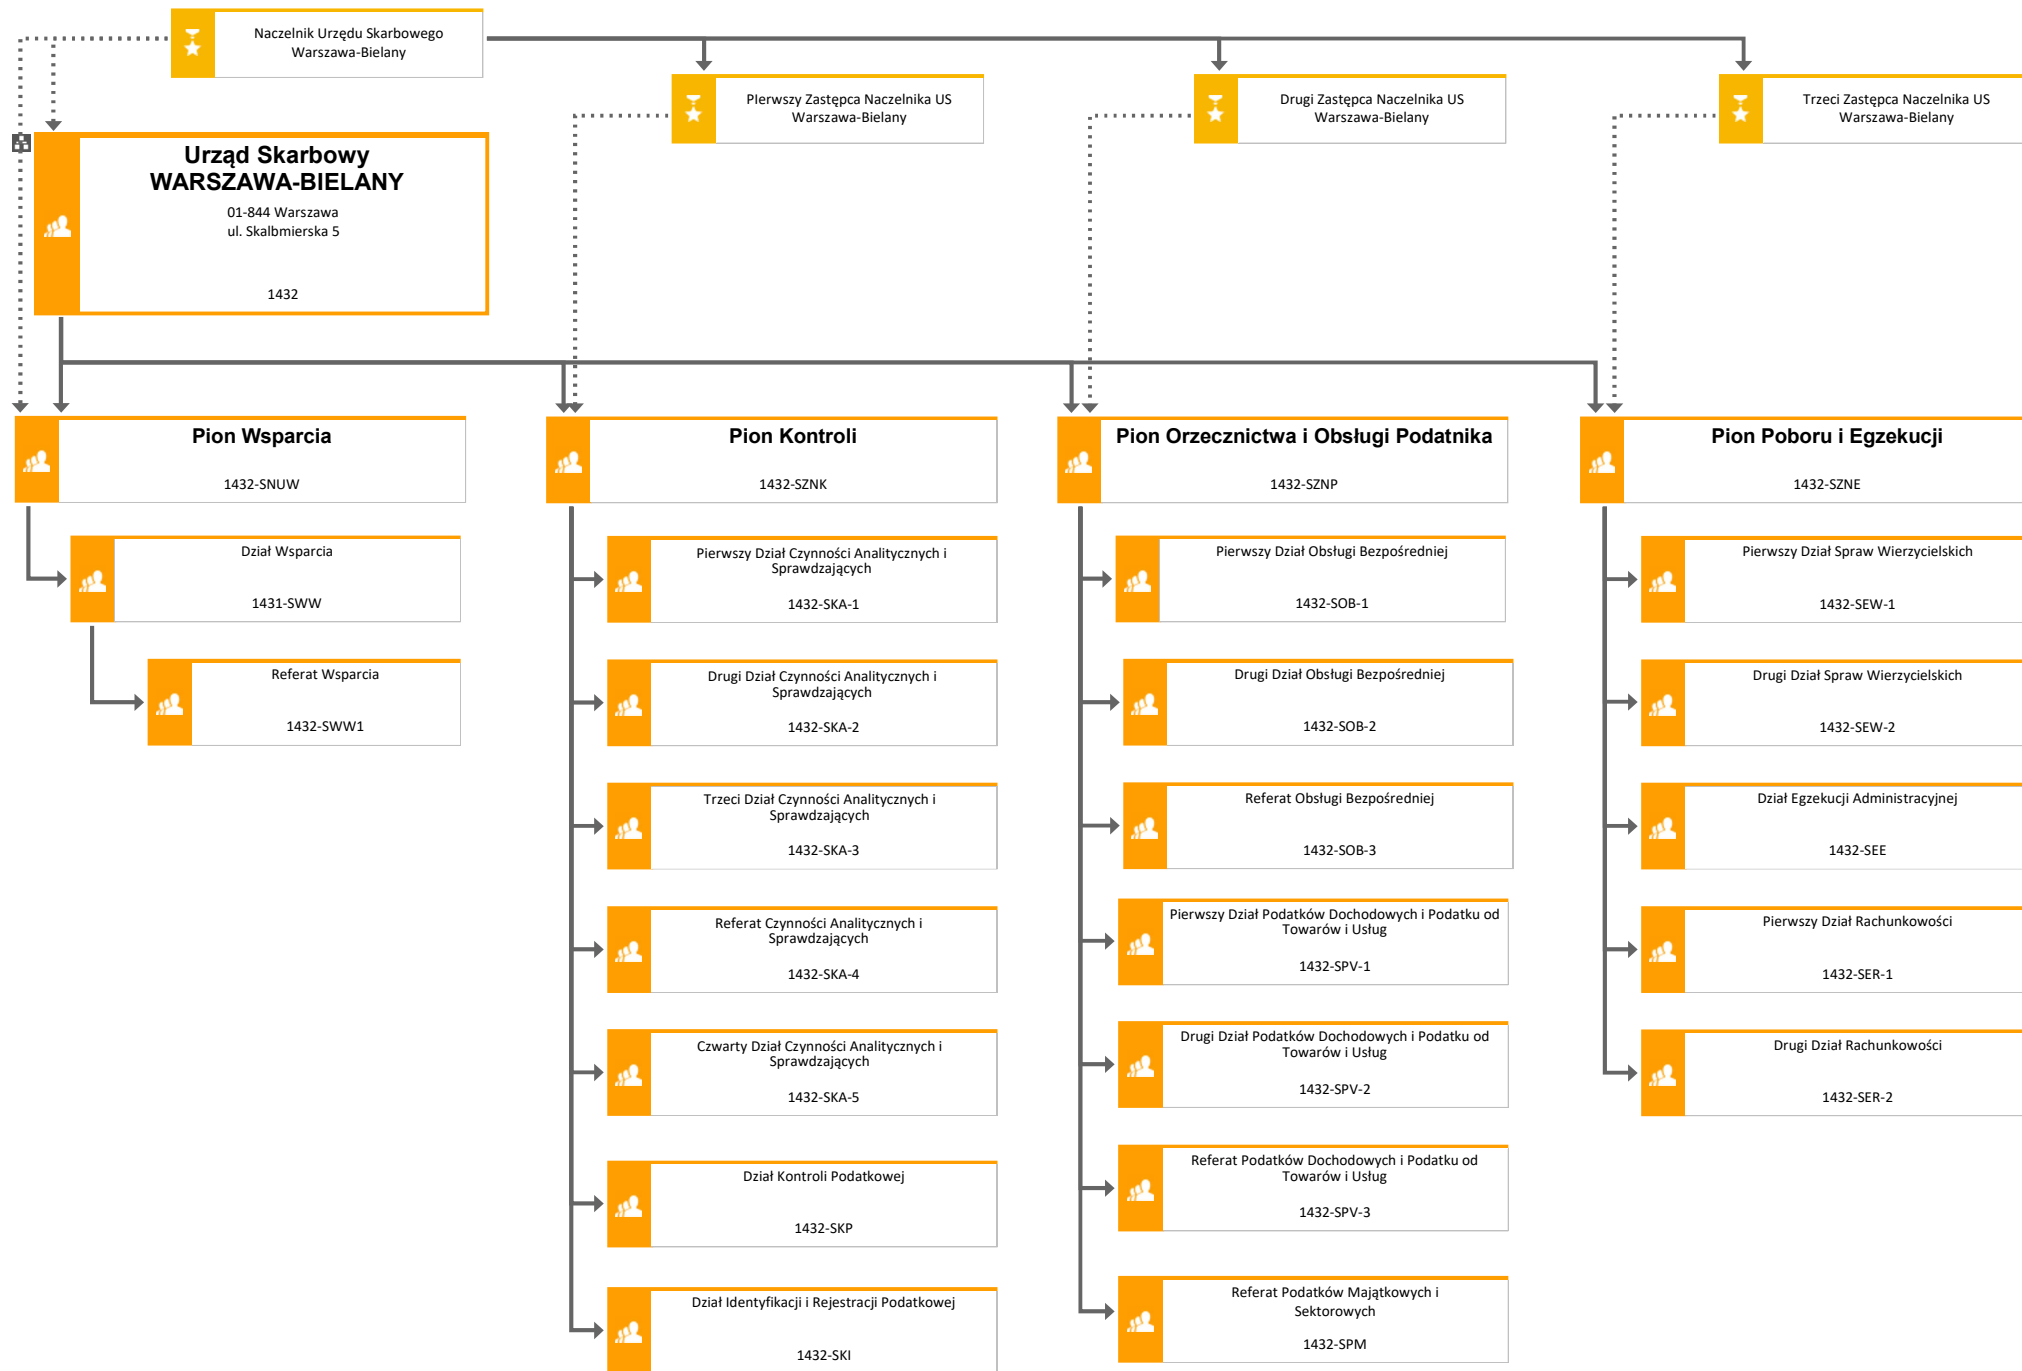 Naczelnik Urzędu Skarbowego
Warszawa-Bielany
PIerwszy Zastępca Naczelnika US
Warszawa-Bielany
Drugi Zastępca Naczelnika US
Warszawa-Bielany
Trzeci Zastępca Naczelnika US
Warszawa-Bielany
Urząd Skarbowy
WARSZAWA-BIELANY
01-844 Warszawa
ul. Skalbmierska 5
1432
Pion Wsparcia
1432-SNUW
Dział Wsparcia
1431-SWW
Referat Wsparcia
1432-SWW1
Pion Kontroli
1432-SZNK
Pierwszy Dział Czynności Analitycznych i
Sprawdzających
1432-SKA-1
Drugi Dział Czynności Analitycznych i
Sprawdzających
1432-SKA-2
Trzeci Dział Czynności Analitycznych i
Sprawdzających
1432-SKA-3
Referat Czynności Analitycznych i
Sprawdzających
1432-SKA-4
Czwarty Dział Czynności Analitycznych i
Sprawdzających
1432-SKA-5
Dział Kontroli Podatkowej
1432-SKP
Dział Identyfikacji i Rejestracji Podatkowej
1432-SKI
Pion Orzecznictwa i Obsługi Podatnika
1432-SZNP
Pierwszy Dział Obsługi Bezpośredniej
1432-SOB-1
Drugi Dział Obsługi Bezpośredniej
1432-SOB-2
Referat Obsługi Bezpośredniej
1432-SOB-3
Pierwszy Dział Podatków Dochodowych i Podatku od
Towarów i Usług
1432-SPV-1
Drugi Dział Podatków Dochodowych i Podatku od
Towarów i Usług
1432-SPV-2
Referat Podatków Dochodowych i Podatku od
Towarów i Usług
1432-SPV-3
Referat Podatków Majątkowych i
Sektorowych
1432-SPM
Pion Poboru i Egzekucji
1432-SZNE
Pierwszy Dział Spraw Wierzycielskich
1432-SEW-1
Drugi Dział Spraw Wierzycielskich
1432-SEW-2
Dział Egzekucji Administracyjnej
1432-SEE
Pierwszy Dział Rachunkowości
1432-SER-1
Drugi Dział Rachunkowości
1432-SER-2